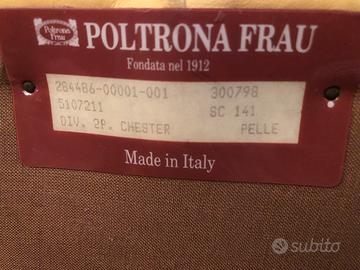 Poltrona
Frau
POLTRONA FRAU
Fondata nel 1912
284486-00001-001 300798
5107211 SC 141
DIV. 2P. CHESTER PELLE
Made in Italy
subito